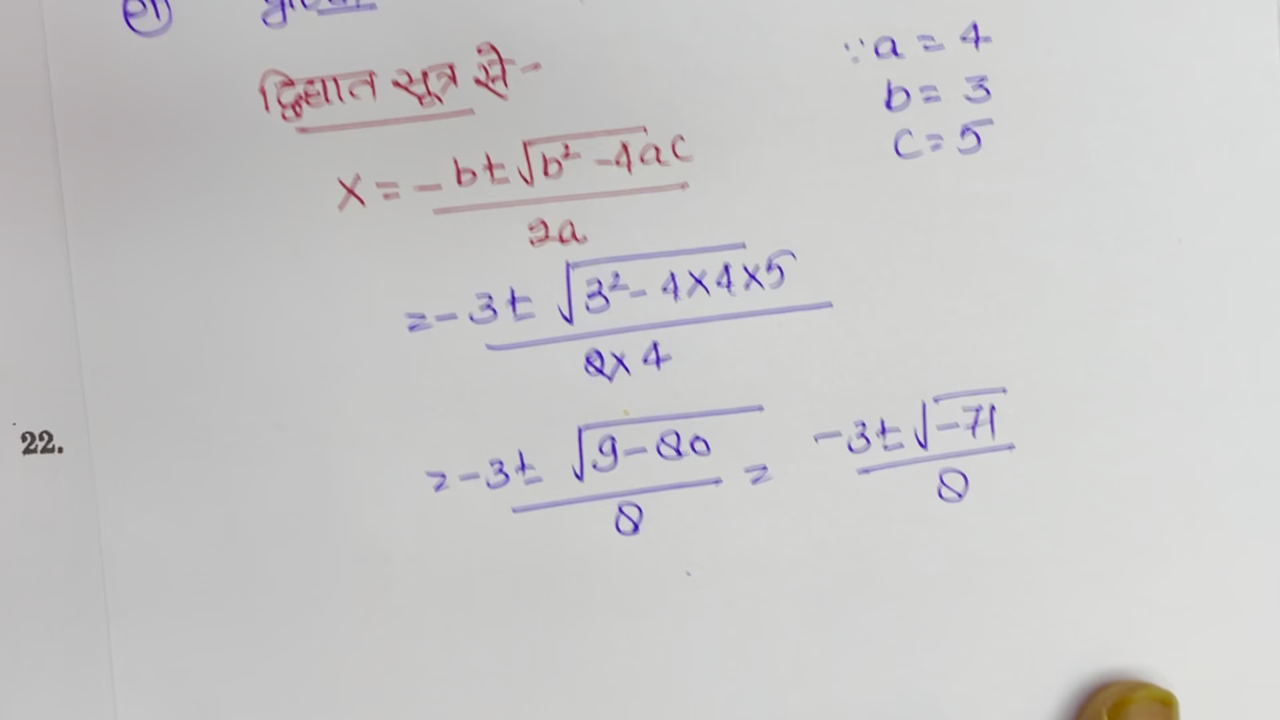 21
∵ a = 4
द्विघात सूत्र से -
b = 3
c = 5
x = -b ± √b² - 4ac
2a
= -3 ± √3² - 4×4×5
2×4
= -3 ± √9 - 80 = -3 ± √-71
8 8
22.